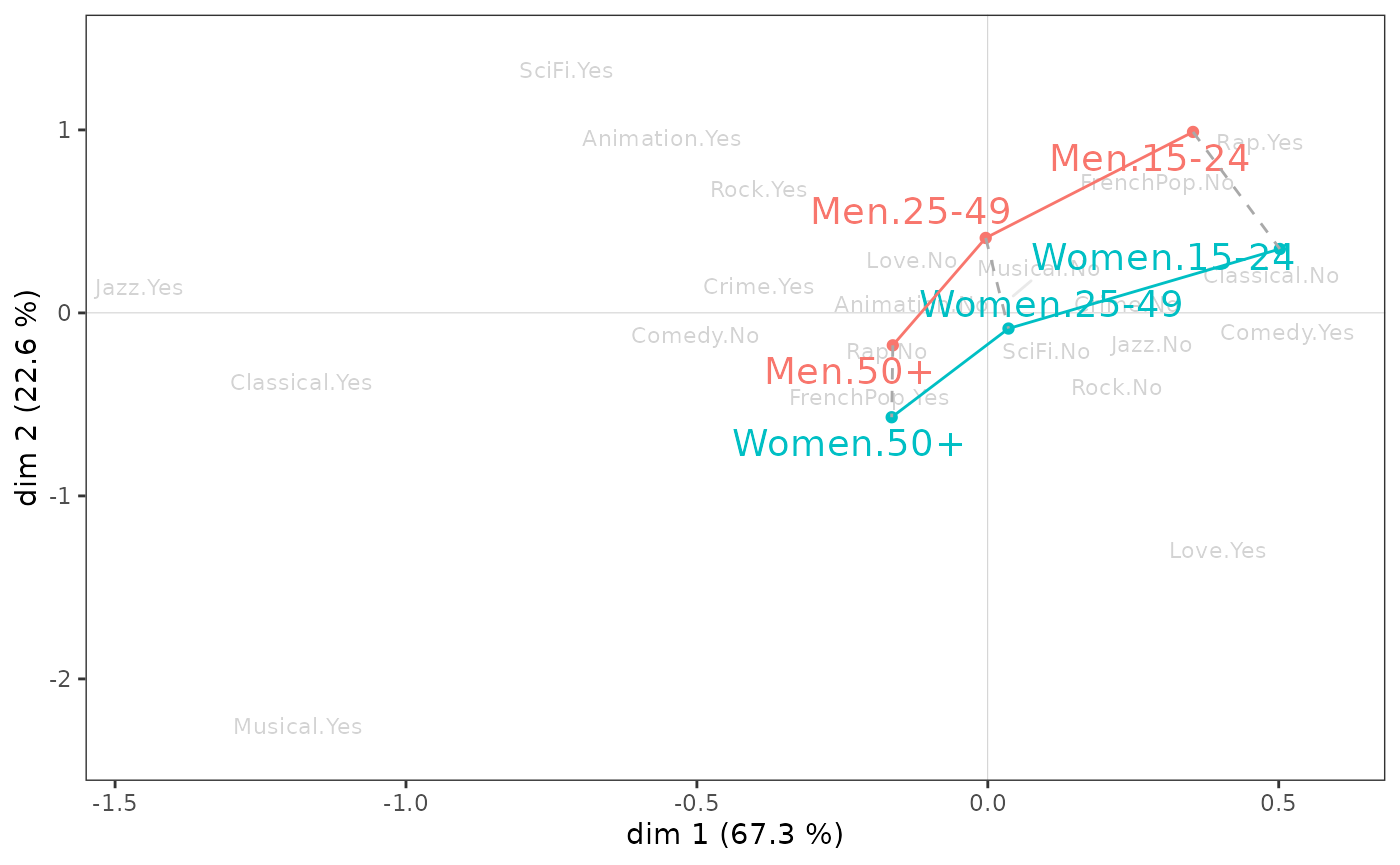 SciFi.Yes
1
Animation.Yes
Rap.Yes
Men.15-24
FrenchPop.No
Rock.Yes
Men.25-49
Love.No
Musical.No
Women.15-24
Classical.No
Jazz.Yes
Crime.Yes
Animation.No
Women.25-49
Crime.No
0
Comedy.No
Comedy.Yes
Rap.No
SciFi.No
Jazz.No
Men.50+
Classical.Yes
Rock.No
FrenchPop.Yes
Women.50+
-1
Love.Yes
-2
Musical.Yes
dim 2 (22.6 %)
-1.5 -1.0 -0.5 0.0 0.5
dim 1 (67.3 %)